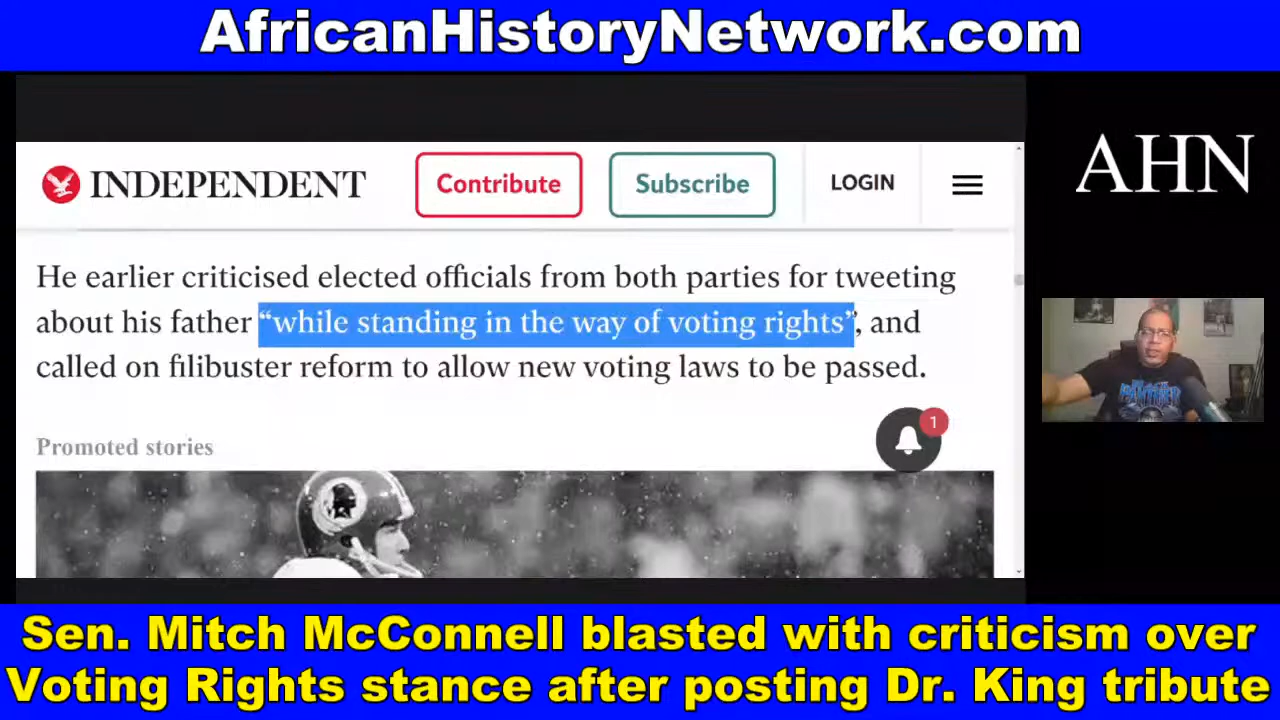 AfricanHistoryNetwork.com
INDEPENDENT
Contribute
Subscribe
LOGIN
AHN
He earlier criticised elected officials from both parties for tweeting
about his father “while standing in the way of voting rights”, and
called on filibuster reform to allow new voting laws to be passed.
1
Promoted stories
Sen. Mitch McConnell blasted with criticism over
Voting Rights stance after posting Dr. King tribute